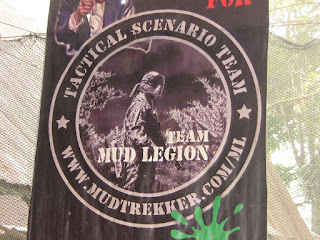 FOR
TACTICAL SCENARIO TEAM
TEAM
MUD LEGION
WWW.MUDTREKKER.COM/ML